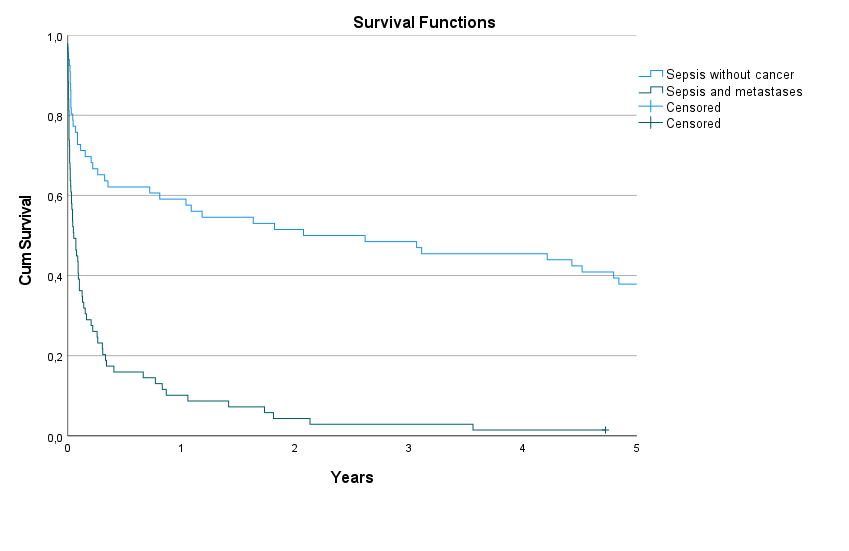 Survival Functions
1,0
0,8
0,6
0,4
0,2
0,0
Cum Survival
0 1 2 3 4 5
Years
Sepsis without cancer
Sepsis and metastases
Censored
Censored